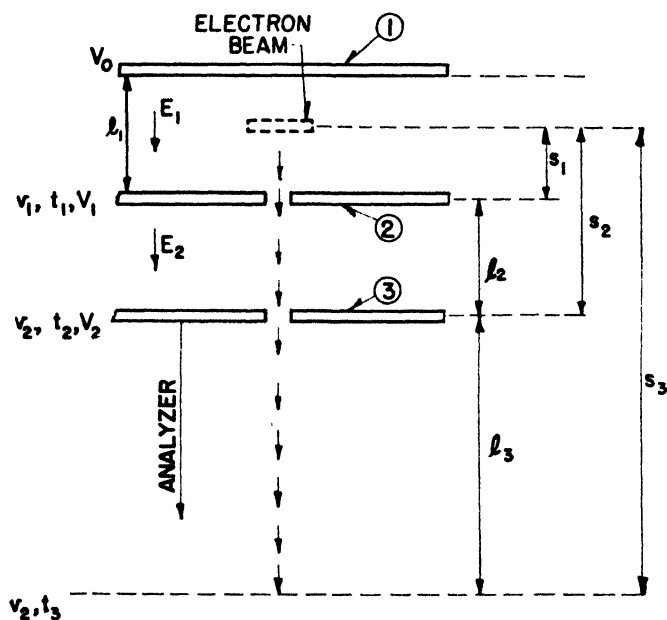 ELECTRON
BEAM
①
V₀
E₁
ℓ₁
s₁
s₂
v₁, t₁, V₁
②
E₂
ℓ₂
③
v₂, t₂, V₂
s₃
ANALYZER
ℓ₃
v₂, t₃